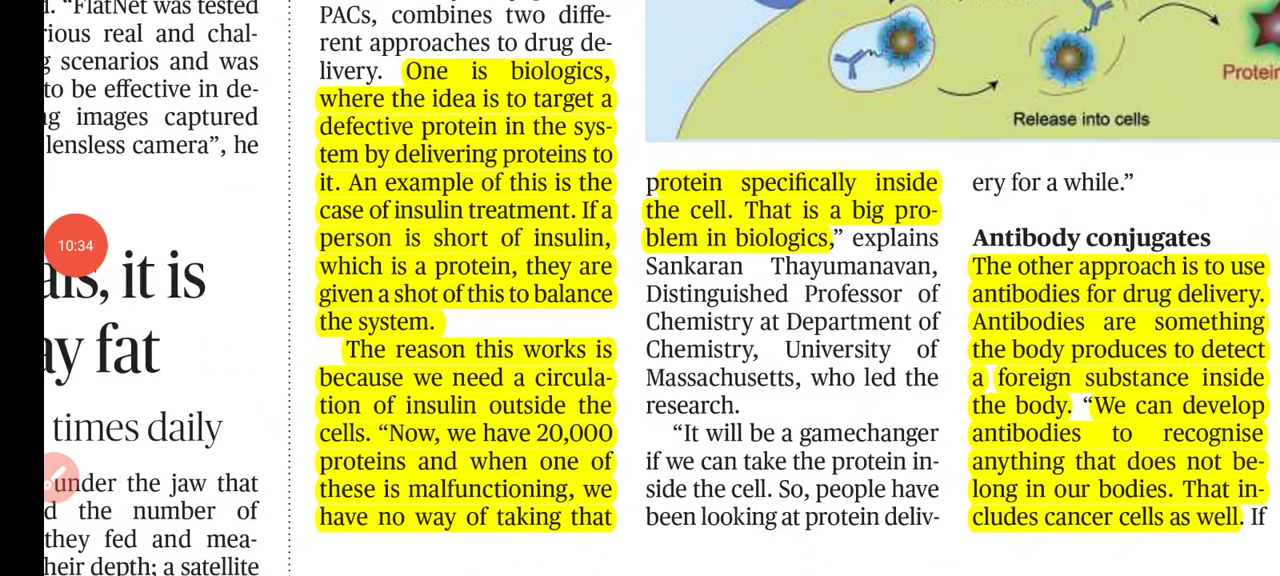 l. “FlatNet was tested
rious real and chal-
g scenarios and was
to be effective in de-
ng images captured
lensless camera”, he
10:34
als, it is
ay fat
times daily
under the jaw that
d the number of
they fed and mea-
heir depth; a satellite
PACs, combines two diffe-
rent approaches to drug de-
livery. One is biologics,
where the idea is to target a
defective protein in the sys-
tem by delivering proteins to
it. An example of this is the
case of insulin treatment. If a
person is short of insulin,
which is a protein, they are
given a shot of this to balance
the system.
The reason this works is
because we need a circula-
tion of insulin outside the
cells. “Now, we have 20,000
proteins and when one of
these is malfunctioning, we
have no way of taking that
Release into cells
Protein
protein specifically inside
the cell. That is a big pro-
blem in biologics,” explains
Sankaran Thayumanavan,
Distinguished Professor of
Chemistry at Department of
Chemistry, University of
Massachusetts, who led the
research.
“It will be a gamechanger
if we can take the protein in-
side the cell. So, people have
been looking at protein deliv-
ery for a while.”
Antibody conjugates
The other approach is to use
antibodies for drug delivery.
Antibodies are something
the body produces to detect
a foreign substance inside
the body. “We can develop
antibodies to recognise
anything that does not be-
long in our bodies. That in-
cludes cancer cells as well. If